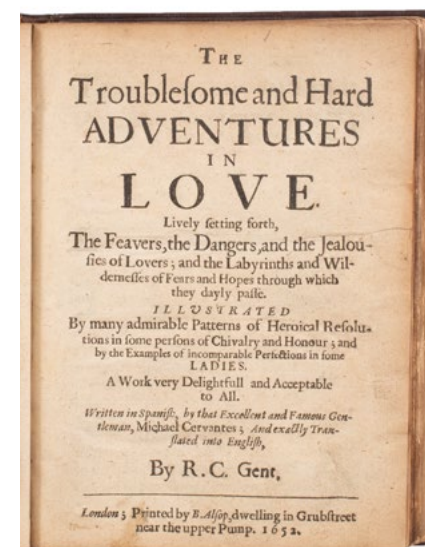 THE
Troubleſome and Hard
ADVENTURES
IN
LOVE.
Lively ſetting forth,
The Feavers, the Dangers, and the Jealou-
ſies of Lovers; and the Labyrinths and Wil-
derneſſes of Fears and Hopes through which
they dayly paſſe.
ILLUSTRATED
By many admirable Patterns of Heroical Reſolu-
tions in ſome perſons of Chivalry and Honour; and
by the Examples of incomparable Perfections in ſome
LADIES.
A Work very Delightfull and Acceptable
to All.
Written in Spaniſh, by that Excellent and Famous Gen-
tleman, Michael Cervantes; And exactly Tran-
ſlated into Engliſh,
By R. C. Gent,
London; Printed by B. Alſop, dwelling in Grubſtreet
near the upper Pump. 1652.